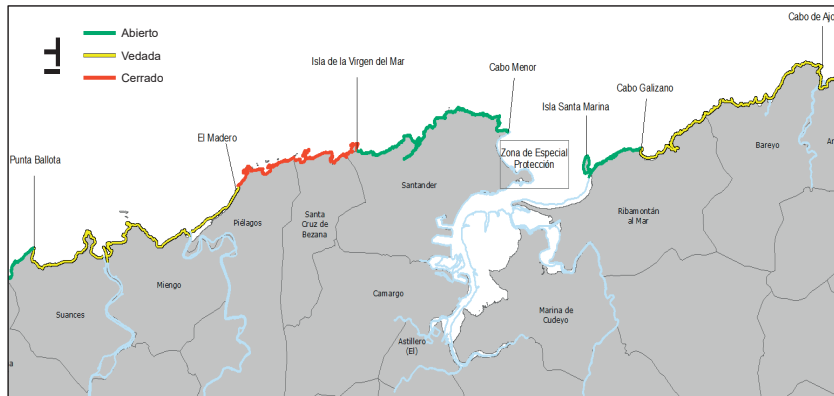 Abierto
Vedada
Cerrado
Cabo de Ajo
Isla de la Virgen del Mar
Cabo Menor
Cabo Galizano
Isla Santa Marina
El Madero
Punta Ballota
Zona de Especial
Protección
Bareyo
Santander
Piélagos
Santa
Cruz de
Bezana
Ribamontán
al Mar
Miengo
Camargo
Suances
Marina de
Cudeyo
Astillero
(El)